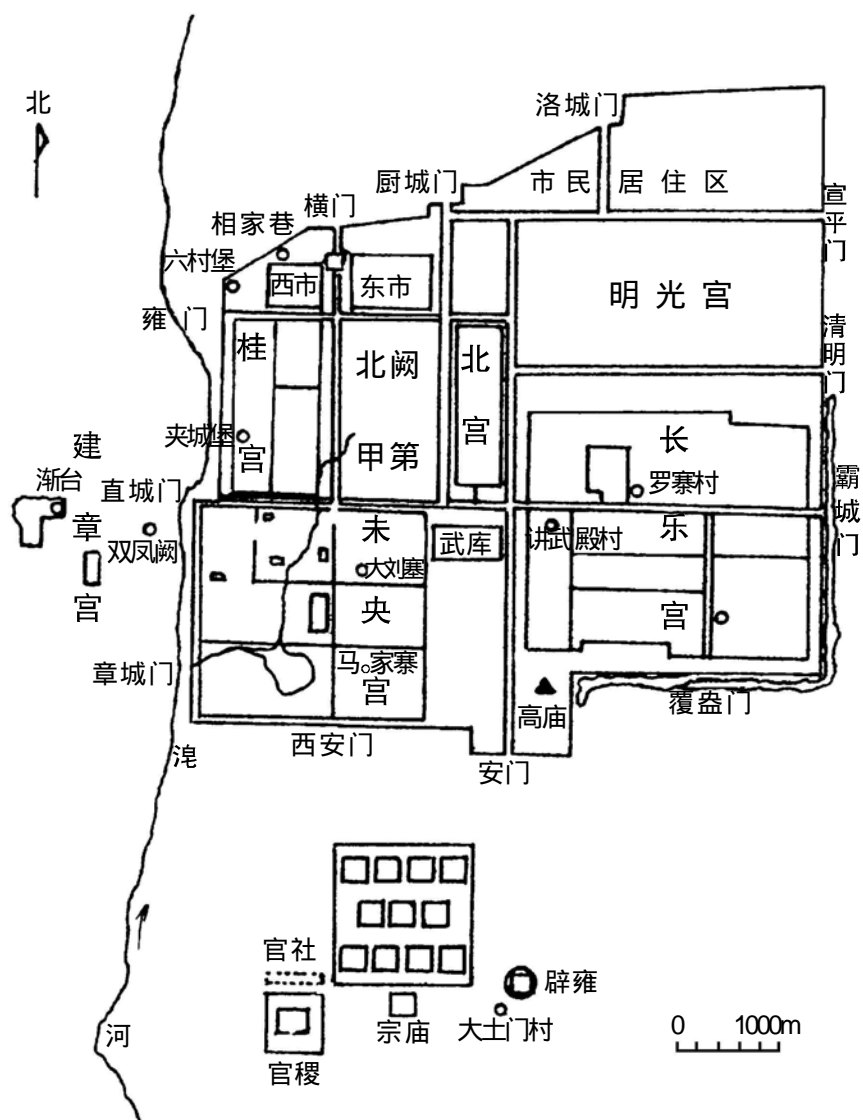 北
洛城门
厨城门
市民居住区
宣平门
横门
相家巷
六村堡
西市
东市
明光宫
雍门
清明门
桂宫
北阙甲第
北宫
夹城堡
长乐宫
罗寨村
建章宫
渐台
直城门
霸城门
双凤阙
未央宫
武库
讲武殿村
大刘寨
章城门
马家寨
覆盎门
高庙
西安门
安门
渑河
官社
辟雍
宗庙
大土门村
官稷
0 1000m